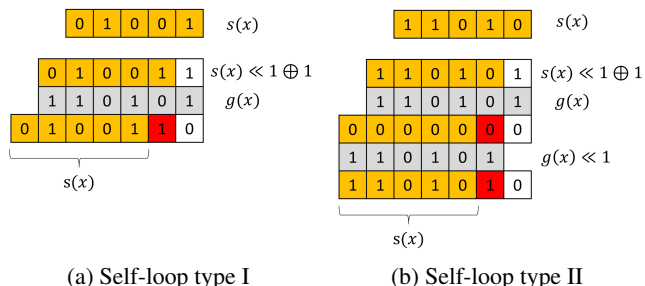 0 1 0 0 1 s(x)
0 1 0 0 1 1 s(x) ≪ 1 ⊕ 1
1 1 0 1 0 1 g(x)
0 1 0 0 1 1 0
s(x)
(a) Self-loop type I
1 1 0 1 0 s(x)
1 1 0 1 0 1 s(x) ≪ 1 ⊕ 1
1 1 0 1 0 1 g(x)
0 0 0 0 0 0 0
1 1 0 1 0 1 g(x) ≪ 1
1 1 0 1 0 1 0
s(x)
(b) Self-loop type II